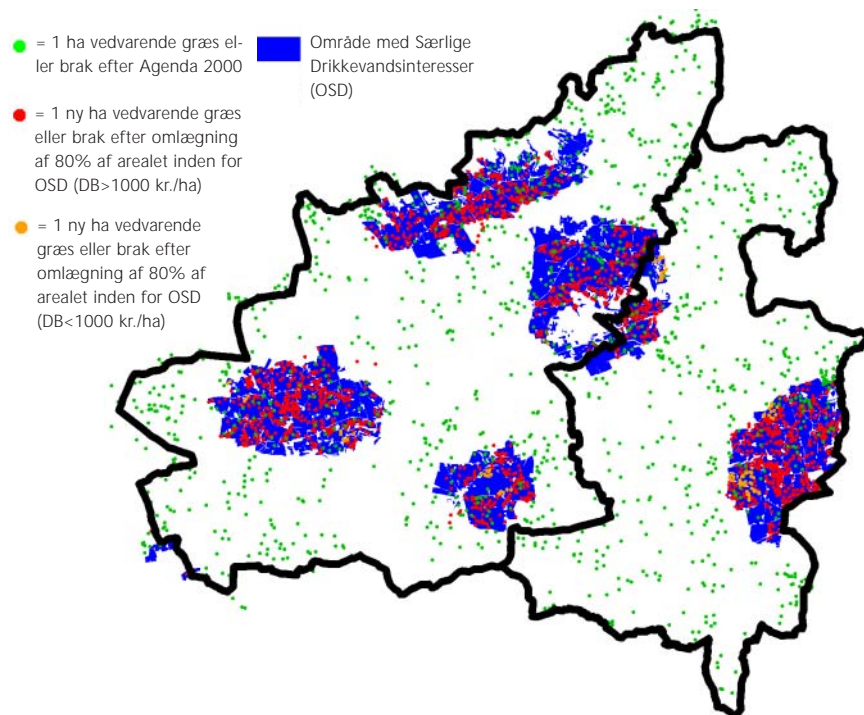 = 1 ha vedvarende græs el-
ler brak efter Agenda 2000
= 1 ny ha vedvarende græs
eller brak efter omlægning
af 80% af arealet inden for
OSD (DB>1000 kr./ha)
= 1 ny ha vedvarende
græs eller brak efter
omlægning af 80% af
arealet inden for OSD
(DB<1000 kr./ha)
Område med Særlige
Drikkevandsinteresser
(OSD)